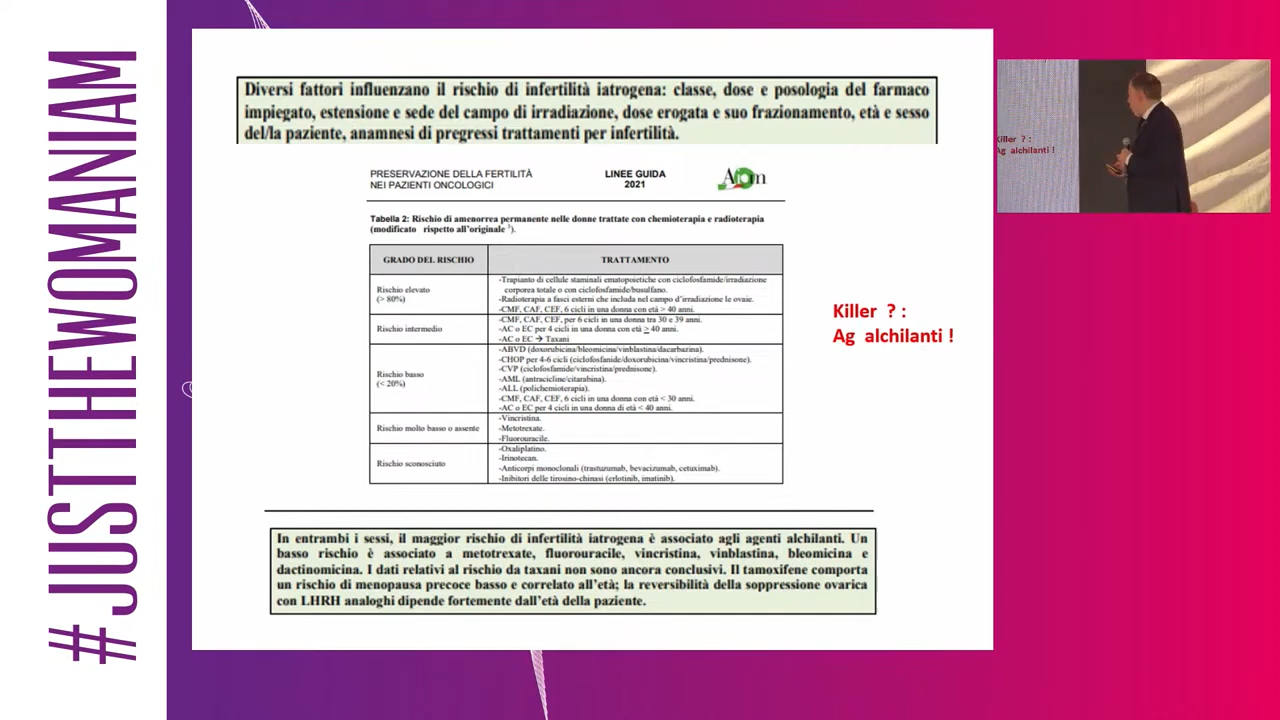 #JUSTTHEWOMANIAM
Diversi fattori influenzano il rischio di infertilità iatrogena: classe, dose e posologia del farmaco
impiegato, estensione e sede del campo di irradiazione, dose erogata e suo frazionamento, età e sesso
del/la paziente, anamnesi di pregressi trattamenti per infertilità.
PRESERVAZIONE DELLA FERTILITÀ
NEI PAZIENTI ONCOLOGICI
LINEE GUIDA
2021
Tabella 2: Rischio di amenorrea permanente nelle donne trattate con chemioterapia e radioterapia
(modificato rispetto all'originale 3).
GRADO DEL RISCHIO
TRATTAMENTO
Rischio elevato
(> 80%)
-Trapianto di cellule staminali ematopoietiche con ciclofosfamide/irradiazione
corporea totale o con ciclofosfamide/busulfano.
-Radioterapia a fasci esterni che includa nel campo d'irradiazione le ovaie.
-CMF, CAF, CEF, 6 cicli in una donna con età > 40 anni.
Rischio intermedio
-CMF, CAF, CEF, per 6 cicli in una donna tra 30 e 39 anni.
-AC o EC per 4 cicli in una donna con età ≥ 40 anni.
-AC o EC → Taxani
Rischio basso
(< 20%)
-ABVD (doxorubicina/bleomicina/vinblastina/dacarbazina).
-CHOP per 4-6 cicli (ciclofosfanide/doxorubicina/vincristina/prednisone).
-CVP (ciclofosfamide/vincristina/prednisone).
-AML (antracicline/citarabina).
-ALL (polichemioterapia).
-CMF, CAF, CEF, 6 cicli in una donna con età < 30 anni.
-AC o EC per 4 cicli in una donna di età < 40 anni.
Rischio molto basso o assente
-Vincristina.
-Metotrexate.
-Fluorouracile.
Rischio sconosciuto
-Oxaliplatino.
-Irinotecan.
-Anticorpi monoclonali (trastuzumab, bevacizumab, cetuximab).
-Inibitori delle tirosino-chinasi (erlotinib, imatinib).
Killer ? :
Ag alchilanti !
In entrambi i sessi, il maggior rischio di infertilità iatrogena è associato agli agenti alchilanti. Un
basso rischio è associato a metotrexate, fluorouracile, vincristina, vinblastina, bleomicina e
dactinomicina. I dati relativi al rischio da taxani non sono ancora conclusivi. Il tamoxifene comporta
un rischio di menopausa precoce basso e correlato all'età; la reversibilità della soppressione ovarica
con LHRH analoghi dipende fortemente dall'età della paziente.
Killer ? :
Ag alchilanti !